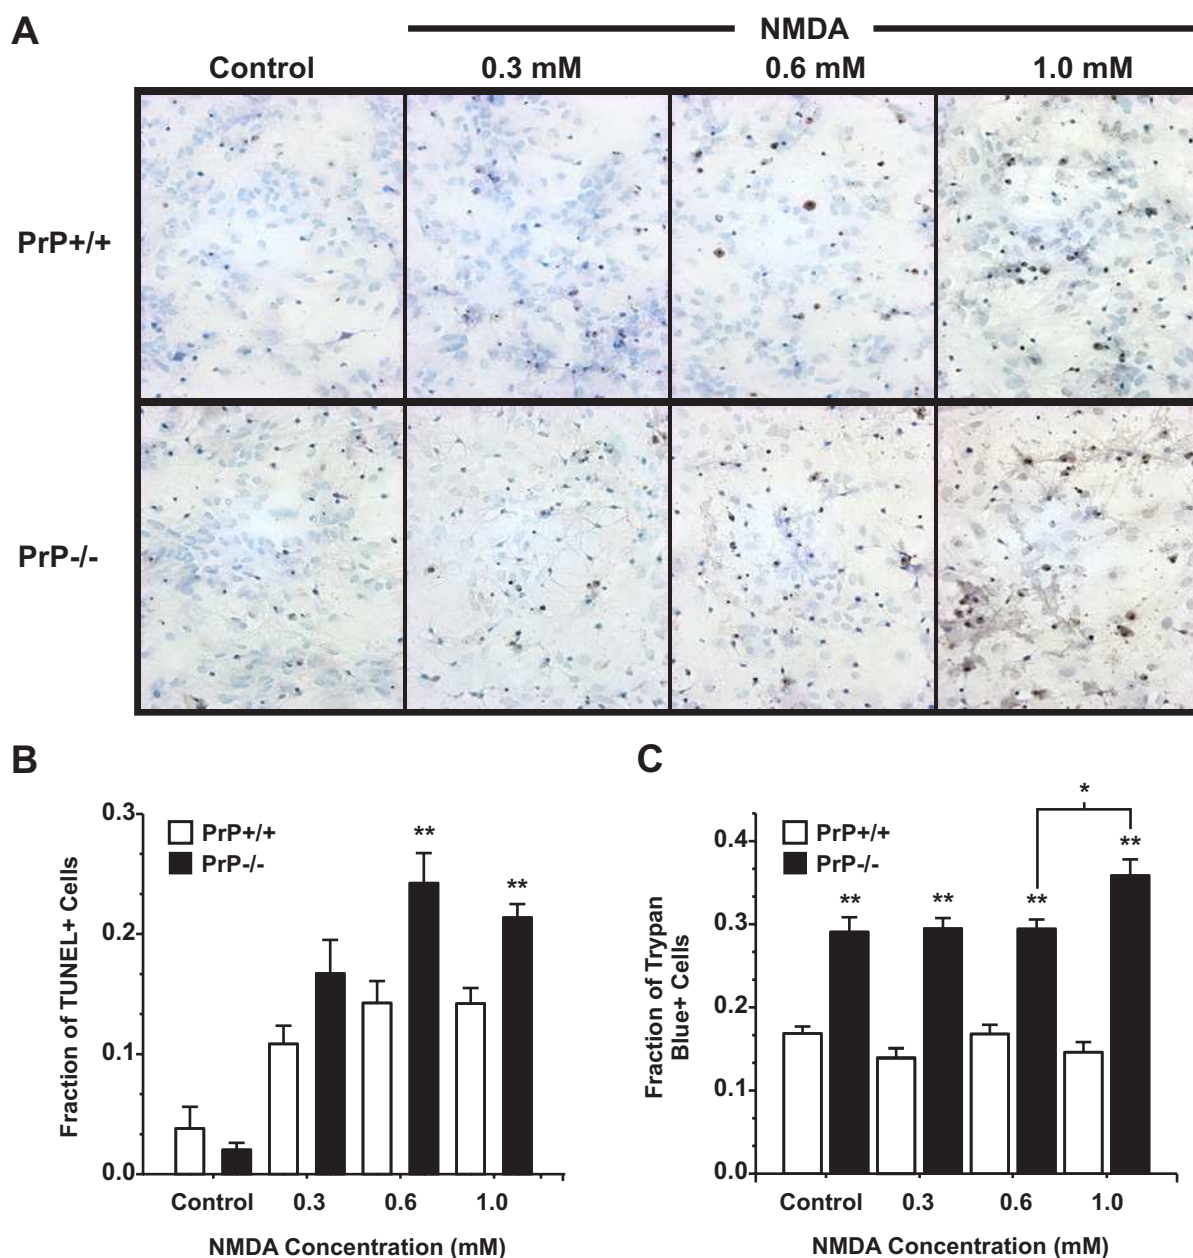 A
NMDA
Control 0.3 mM 0.6 mM 1.0 mM
PrP+/+
PrP-/-
B
0.3
0.2
0.1
0.0
Fraction of TUNEL+ Cells
PrP+/+
PrP-/-
**
**
Control 0.3 0.6 1.0
NMDA Concentration (mM)
C
0.4
0.3
0.2
0.1
0.0
Fraction of Trypan
Blue+ Cells
PrP+/+
PrP-/-
*
**
**
**
**
Control 0.3 0.6 1.0
NMDA Concentration (mM)